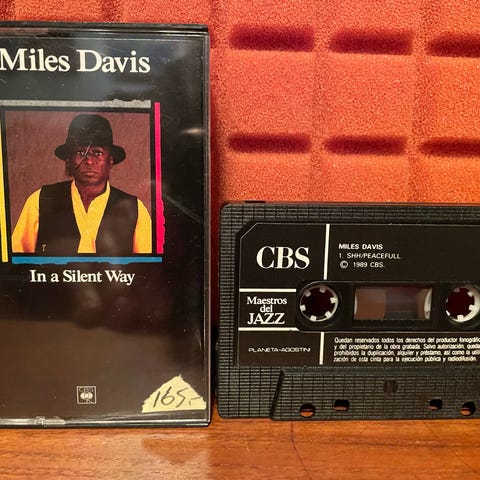 Miles Davis
In a Silent Way
CBS
165,-
CBS
MILES DAVIS
1. SHH/PEACEFULL.
© 1989 CBS.
Maestros
del
JAZZ
PLANETA-AGOSTINI
Quedan reservados todos los derechos del productor fonográfic
y del propietario de la obra grabada. Salvo autorización, queda
prohibidos la duplicación, alquiler y préstamo, así como la utili
zación de esta cinta para la ejecución pública y radiodifusión.